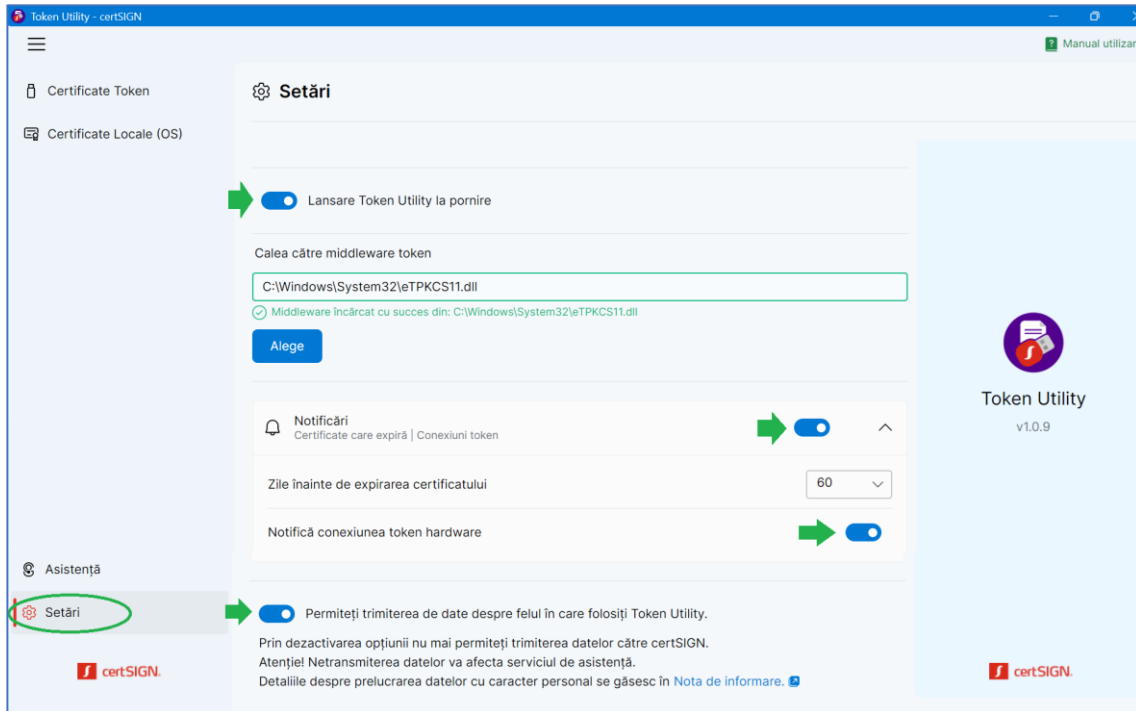 Token Utility - certSIGN
Manual utilizar
Certificate Token
Certificate Locale (OS)
Setări
Lansare Token Utility la pornire
Calea către middleware token
C:\Windows\System32\eTPKCS11.dll
Middleware încărcat cu succes din: C:\Windows\System32\eTPKCS11.dll
Alege
Notificări
Certificate care expiră | Conexiuni token
Zile înainte de expirarea certificatului
60
Notifică conexiunea token hardware
Token Utility
v1.0.9
Asistență
Setări
Permiteți trimiterea de date despre felul în care folosiți Token Utility.
Prin dezactivarea opțiunii nu mai permiteți trimiterea datelor către certSIGN.
Atenție! Netransmiterea datelor va afecta serviciul de asistență.
Detaliile despre prelucrarea datelor cu caracter personal se găsesc în Nota de informare.
certSIGN.
certSIGN.